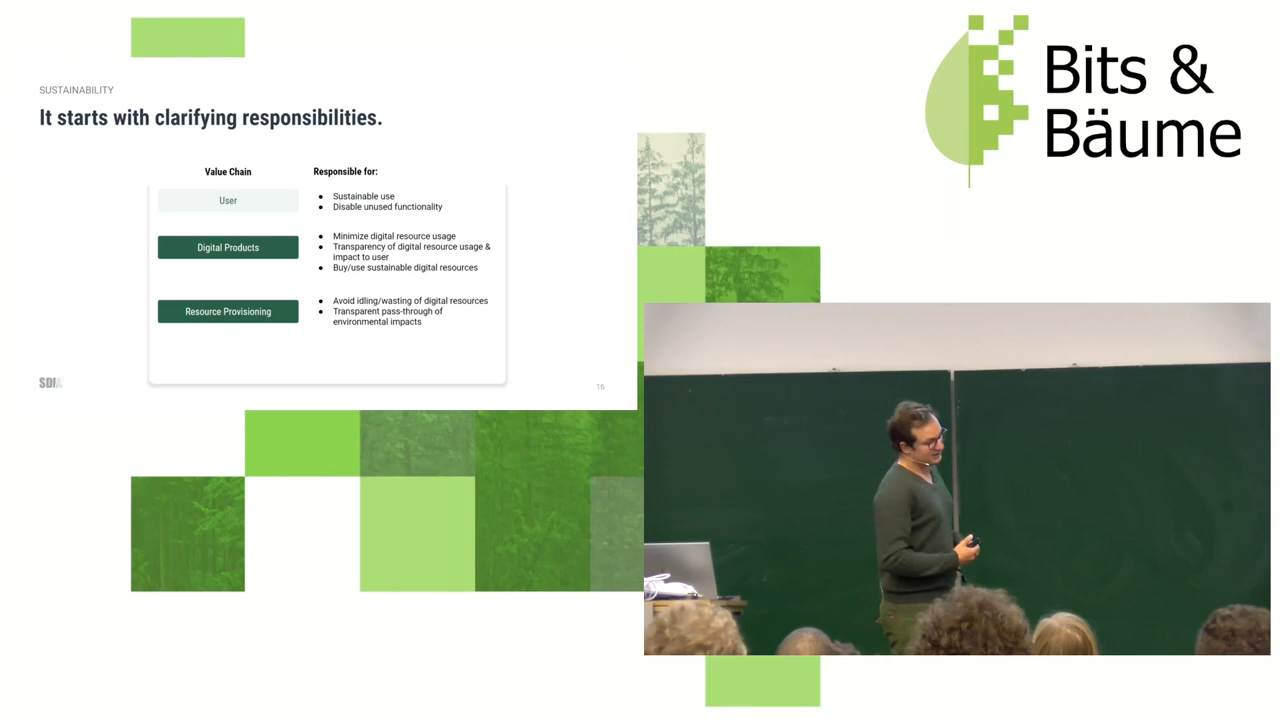 SUSTAINABILITY
It starts with clarifying responsibilities.
Value Chain
Responsible for:
User
● Sustainable use
● Disable unused functionality
Digital Products
● Minimize digital resource usage
● Transparency of digital resource usage &
impact to user
● Buy/use sustainable digital resources
Resource Provisioning
● Avoid idling/wasting of digital resources
● Transparent pass-through of
environmental impacts
SDIA
16
Bits &
Bäume